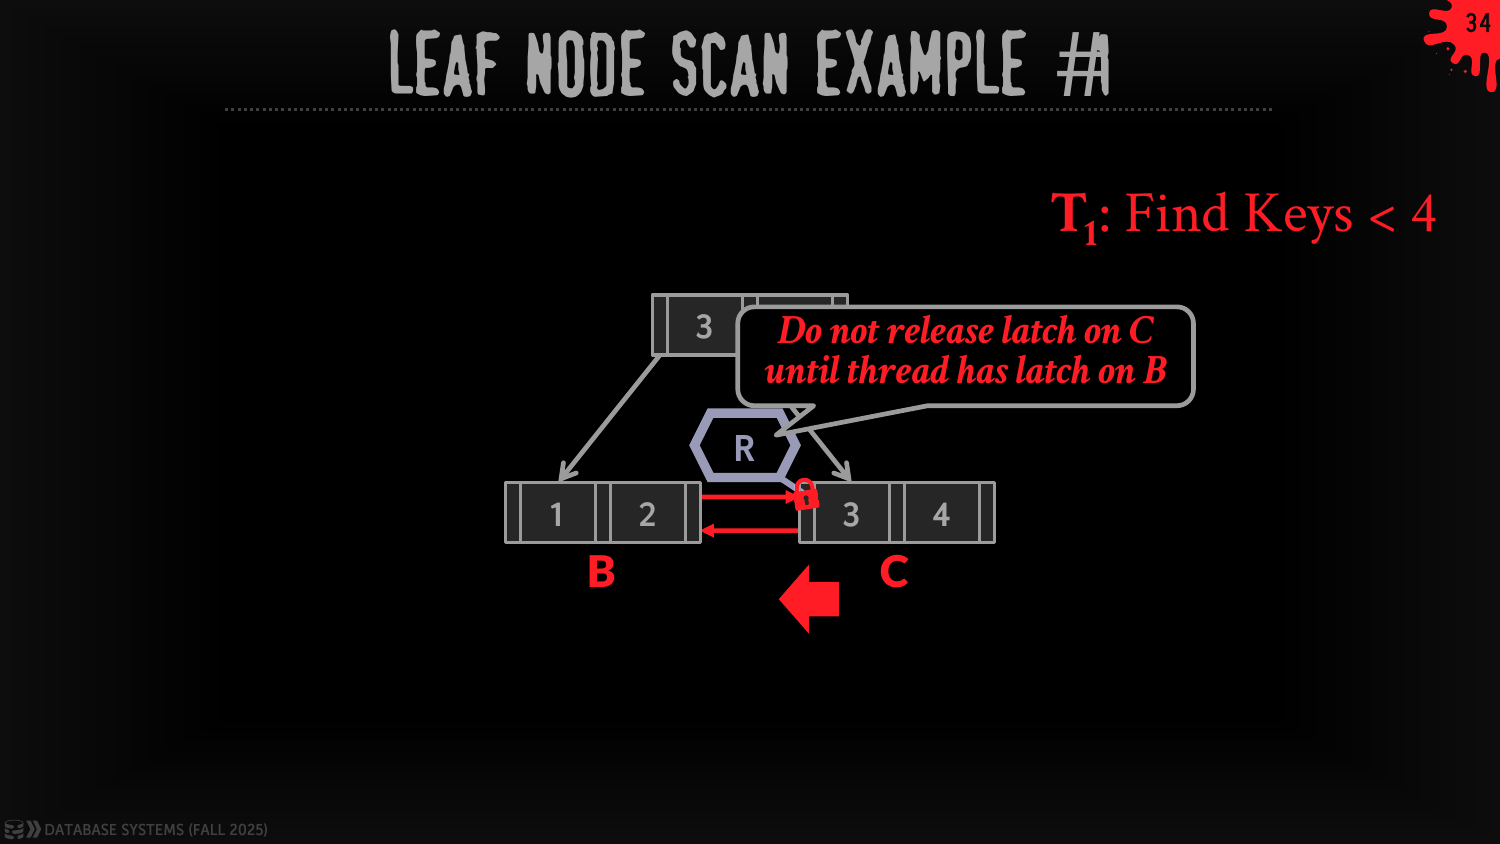 34
LEAF NODE SCAN EXAMPLE #1
T1: Find Keys < 4
3
Do not release latch on C
until thread has latch on B
R
1 2 3 4
B C
DATABASE SYSTEMS (FALL 2025)